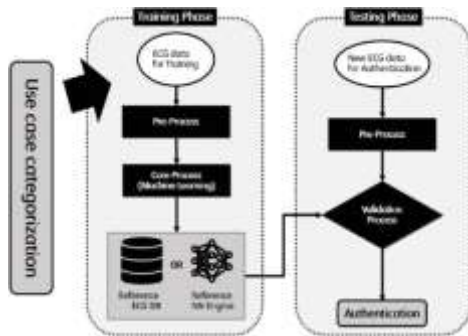 Use case categorization
Training Phase
ECG data
for Training
Pre-Process
Core-Process
(Machine Learning)
OR
Reference
ECG DB
Reference
NN Engine
Testing Phase
New ECG data
for Authentication
Pre-Process
Validation
Process
Authentication